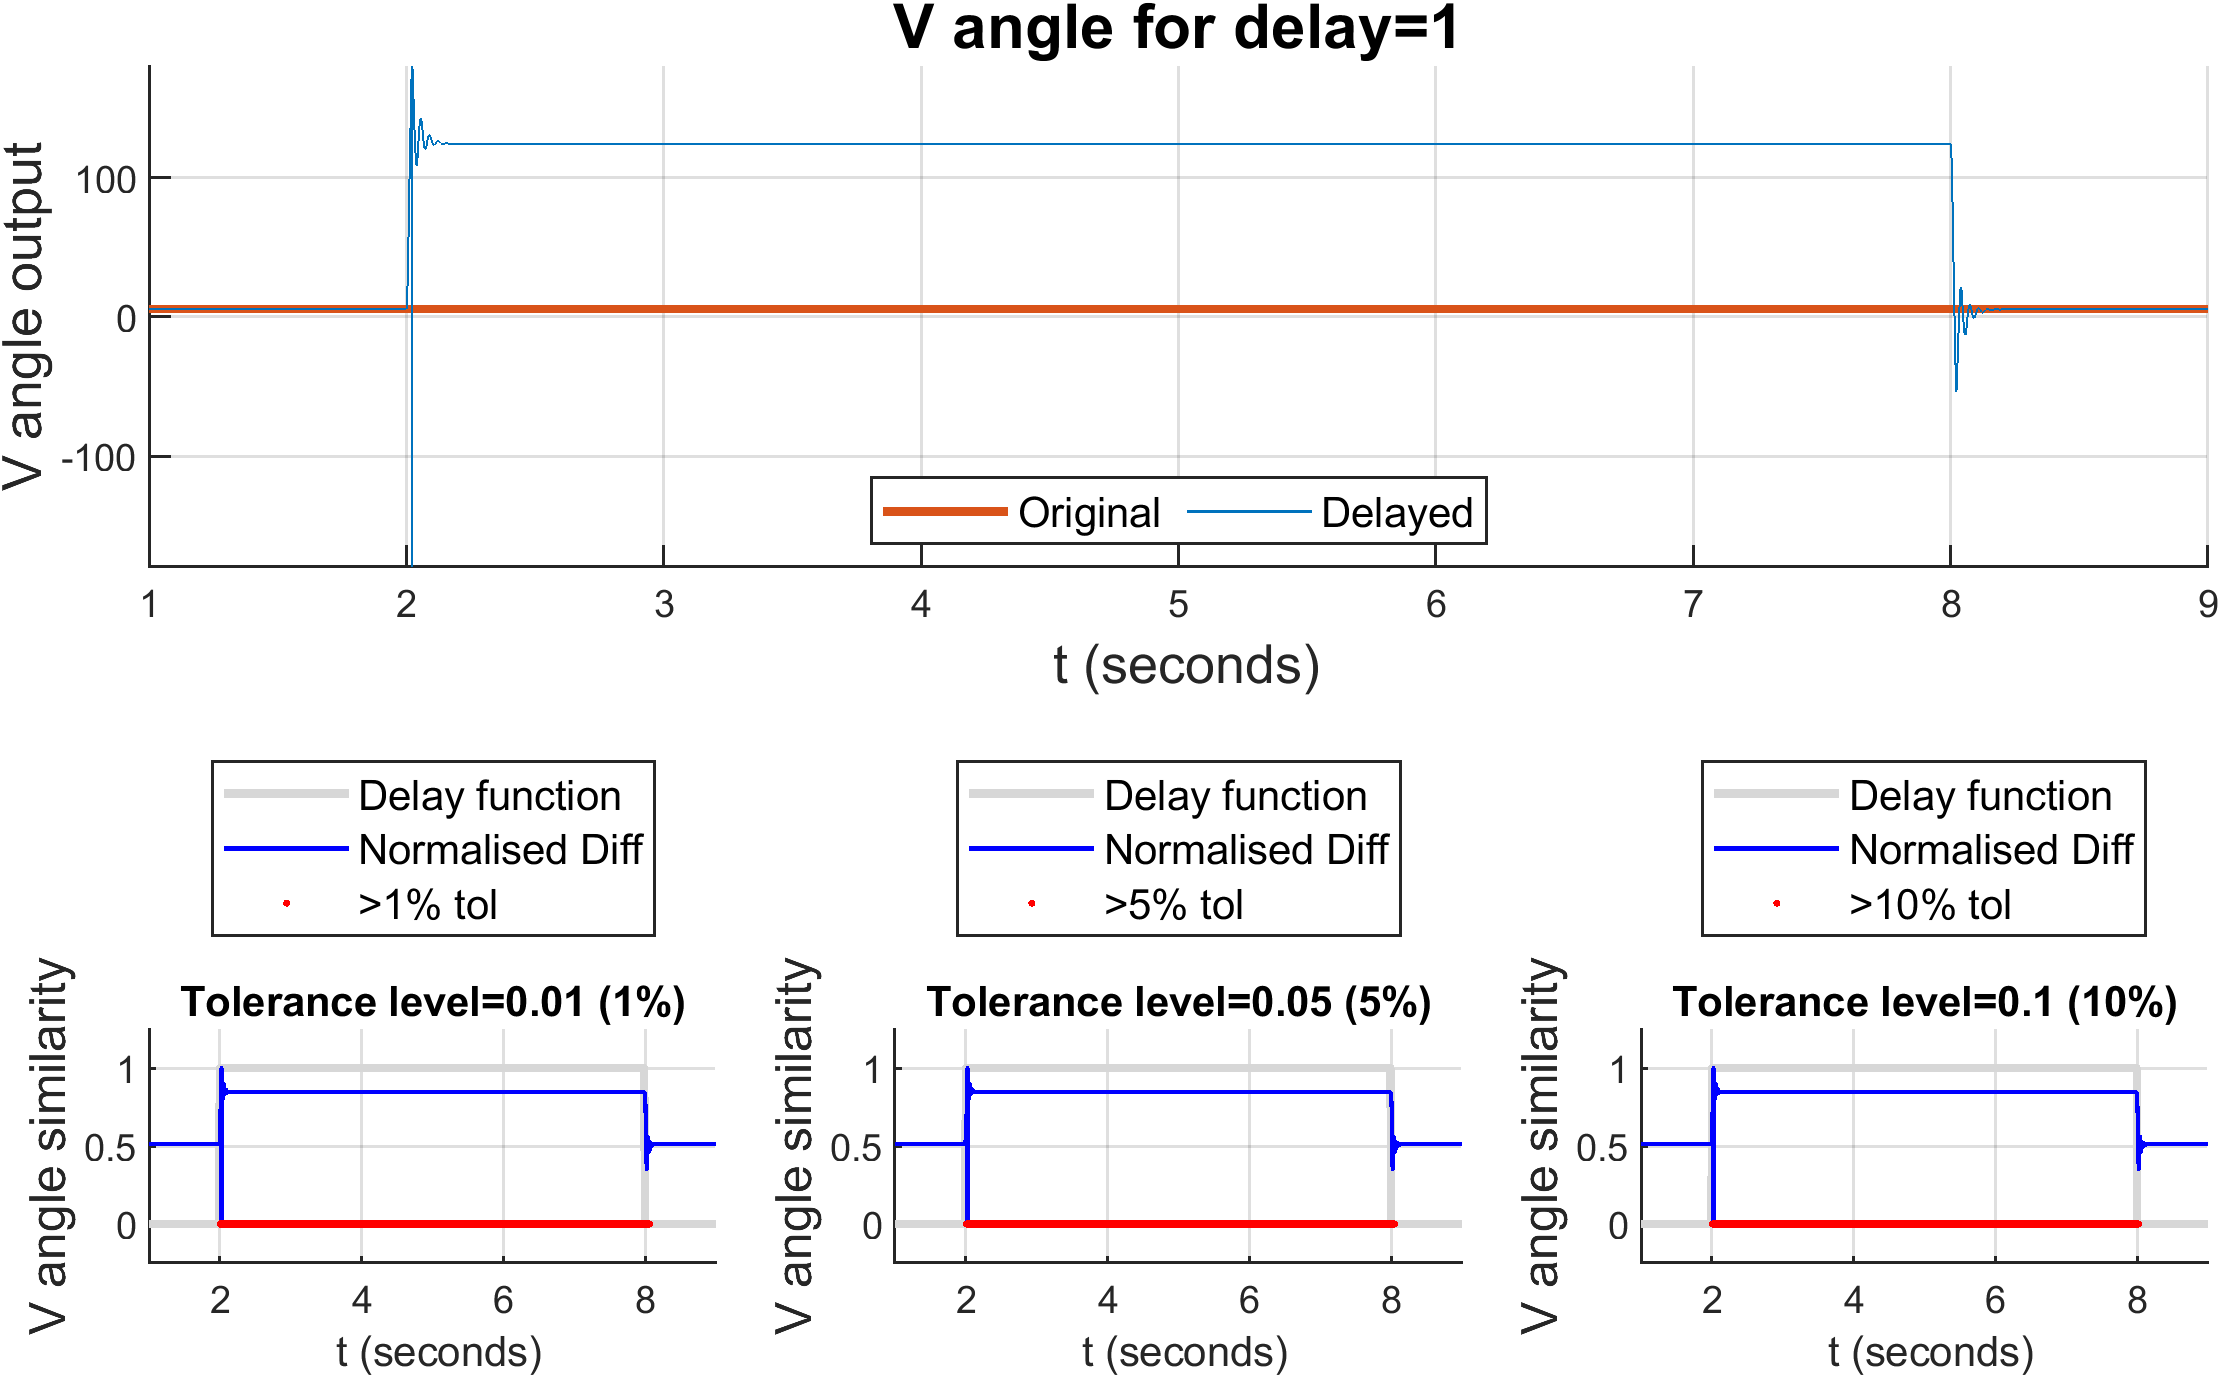 V angle for delay=1
V angle output
100
0
-100
Original
Delayed
1 2 3 4 5 6 7 8 9
t (seconds)
Delay function
Normalised Diff
>1% tol
Delay function
Normalised Diff
>5% tol
Delay function
Normalised Diff
>10% tol
Tolerance level=0.01 (1%)
V angle similarity
1
0.5
0
2 4 6 8
t (seconds)
Tolerance level=0.05 (5%)
V angle similarity
1
0.5
0
2 4 6 8
t (seconds)
Tolerance level=0.1 (10%)
V angle similarity
1
0.5
0
2 4 6 8
t (seconds)